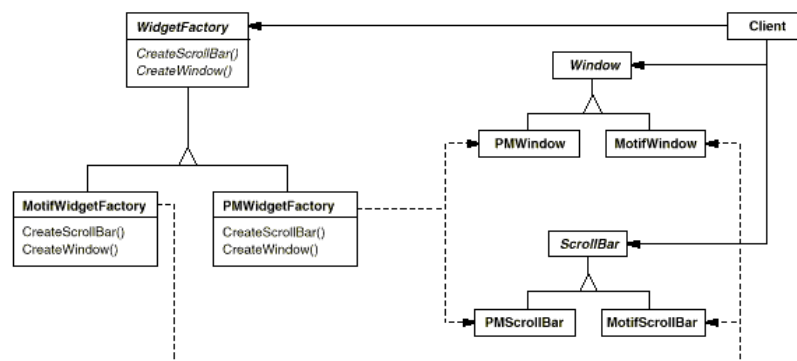 WidgetFactory
CreateScrollBar()
CreateWindow()
Client
Window
PMWindow
MotifWindow
MotifWidgetFactory
CreateScrollBar()
CreateWindow()
PMWidgetFactory
CreateScrollBar()
CreateWindow()
ScrollBar
PMScrollBar
MotifScrollBar